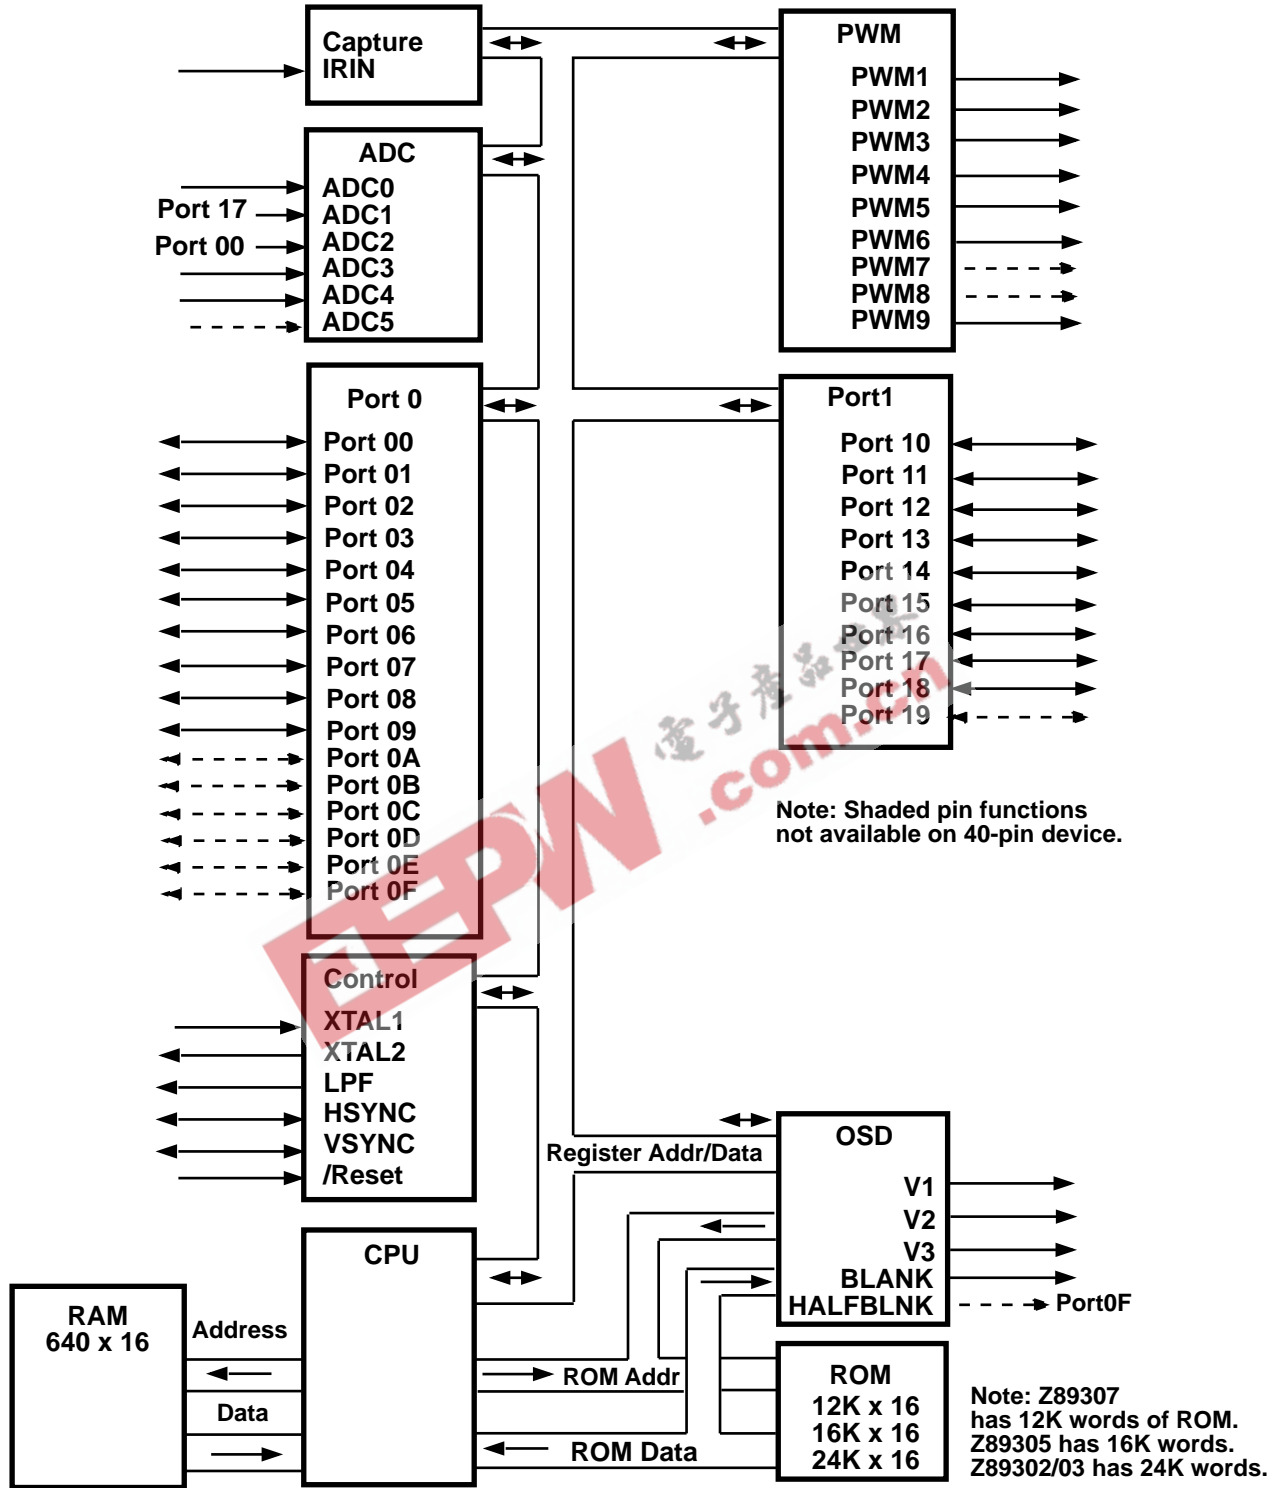 Capture
IRIN
ADC
ADC0
Port 17
ADC1
Port 00
ADC2
ADC3
ADC4
ADC5
PWM
PWM1
PWM2
PWM3
PWM4
PWM5
PWM6
PWM7
PWM8
PWM9
Port 0
Port 00
Port 01
Port 02
Port 03
Port 04
Port 05
Port 06
Port 07
Port 08
Port 09
Port 0A
Port 0B
Port 0C
Port 0D
Port 0E
Port 0F
Port1
Port 10
Port 11
Port 12
Port 13
Port 14
Port 15
Port 16
Port 17
Port 18
Port 19
Note: Shaded pin functions
not available on 40-pin device.
EEPW
電子產品世界
.com.cn
Control
XTAL1
XTAL2
LPF
HSYNC
VSYNC
/Reset
OSD
Register Addr/Data
V1
V2
V3
BLANK
HALFBLNK
Port0F
CPU
RAM
640 x 16
Address
Data
ROM Addr
ROM Data
ROM
12K x 16
16K x 16
24K x 16
Note: Z89307
has 12K words of ROM.
Z89305 has 16K words.
Z89302/03 has 24K words.